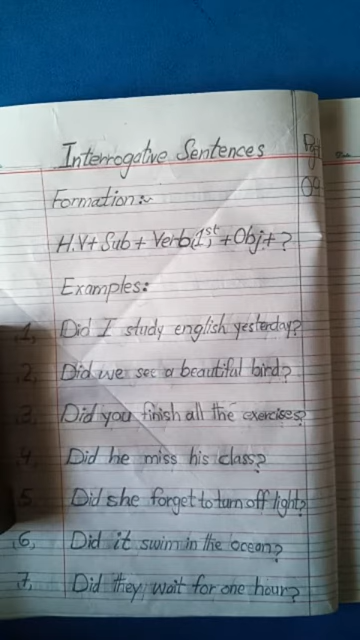 Interrogative Sentences
Formation:-
H.V+ Sub + Verb(1st) + Obj + ?
Examples:
1, Did I study english yesterday?
2, Did we see a beautiful bird?
3, Did you finish all the exercises?
4, Did he miss his class?
5, Did she forget to turn off light?
6, Did it swim in the ocean?
7, Did they wait for one hour?